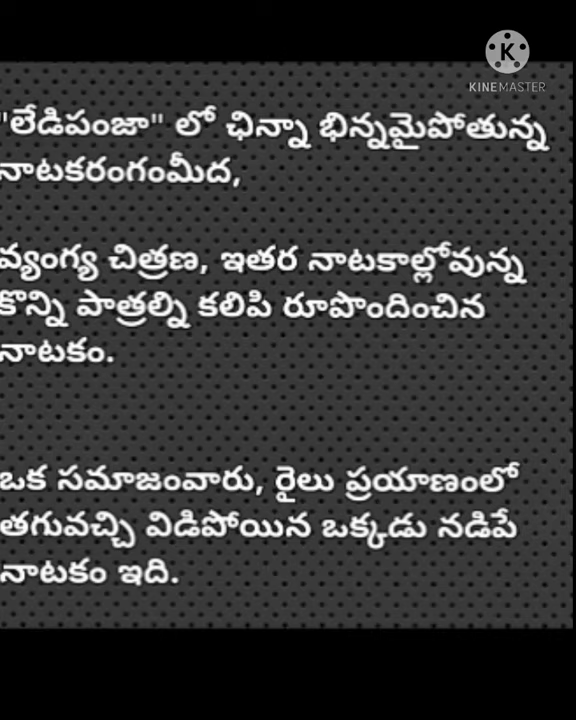 KINEMASTER
"లేడిపంజా" లో ఛిన్నా భిన్నమైపోతున్న
నాటకరంగంమీద,
వ్యంగ్య చిత్రణ, ఇతర నాటకాల్లోవున్న
కొన్ని పాత్రల్ని కలిపి రూపొందించిన
నాటకం.
ఒక సమాజంవారు, రైలు ప్రయాణంలో
తగువచ్చి విడిపోయిన ఒక్కడు నడిపే
నాటకం ఇది.